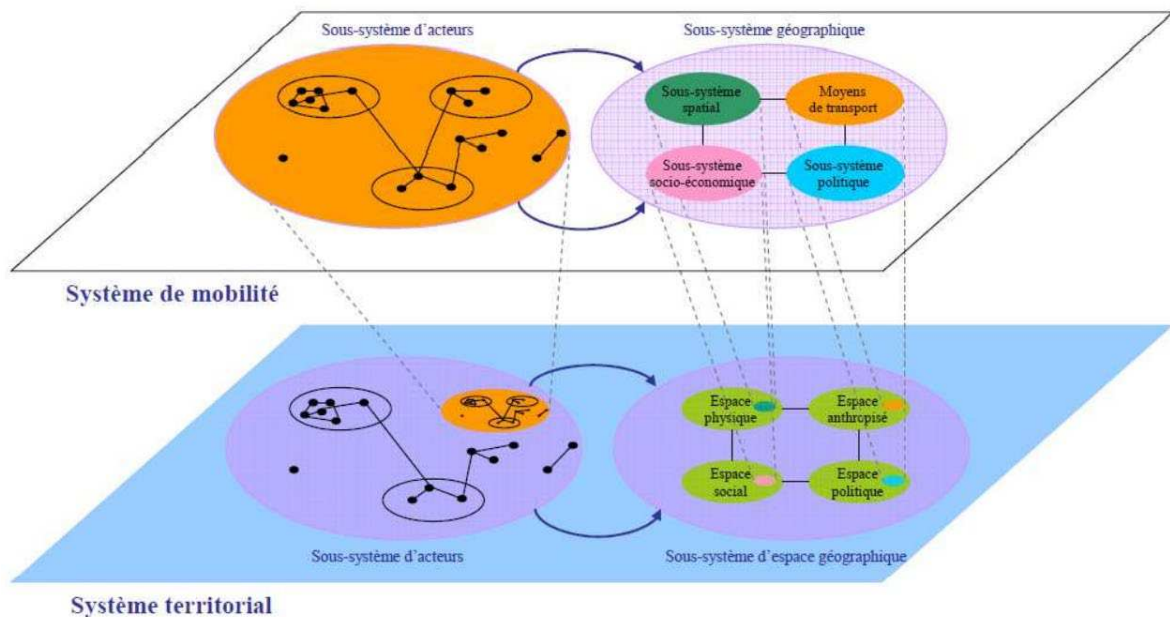 Sous-système d'acteurs
Sous-système géographique
Sous-système
spatial
Moyens
de transport
Sous-système
socio-économique
Sous-système
politique
Système de mobilité
Espace
physique
Espace
anthropisé
Espace
social
Espace
politique
Sous-système d'acteurs
Sous-système d'espace géographique
Système territorial